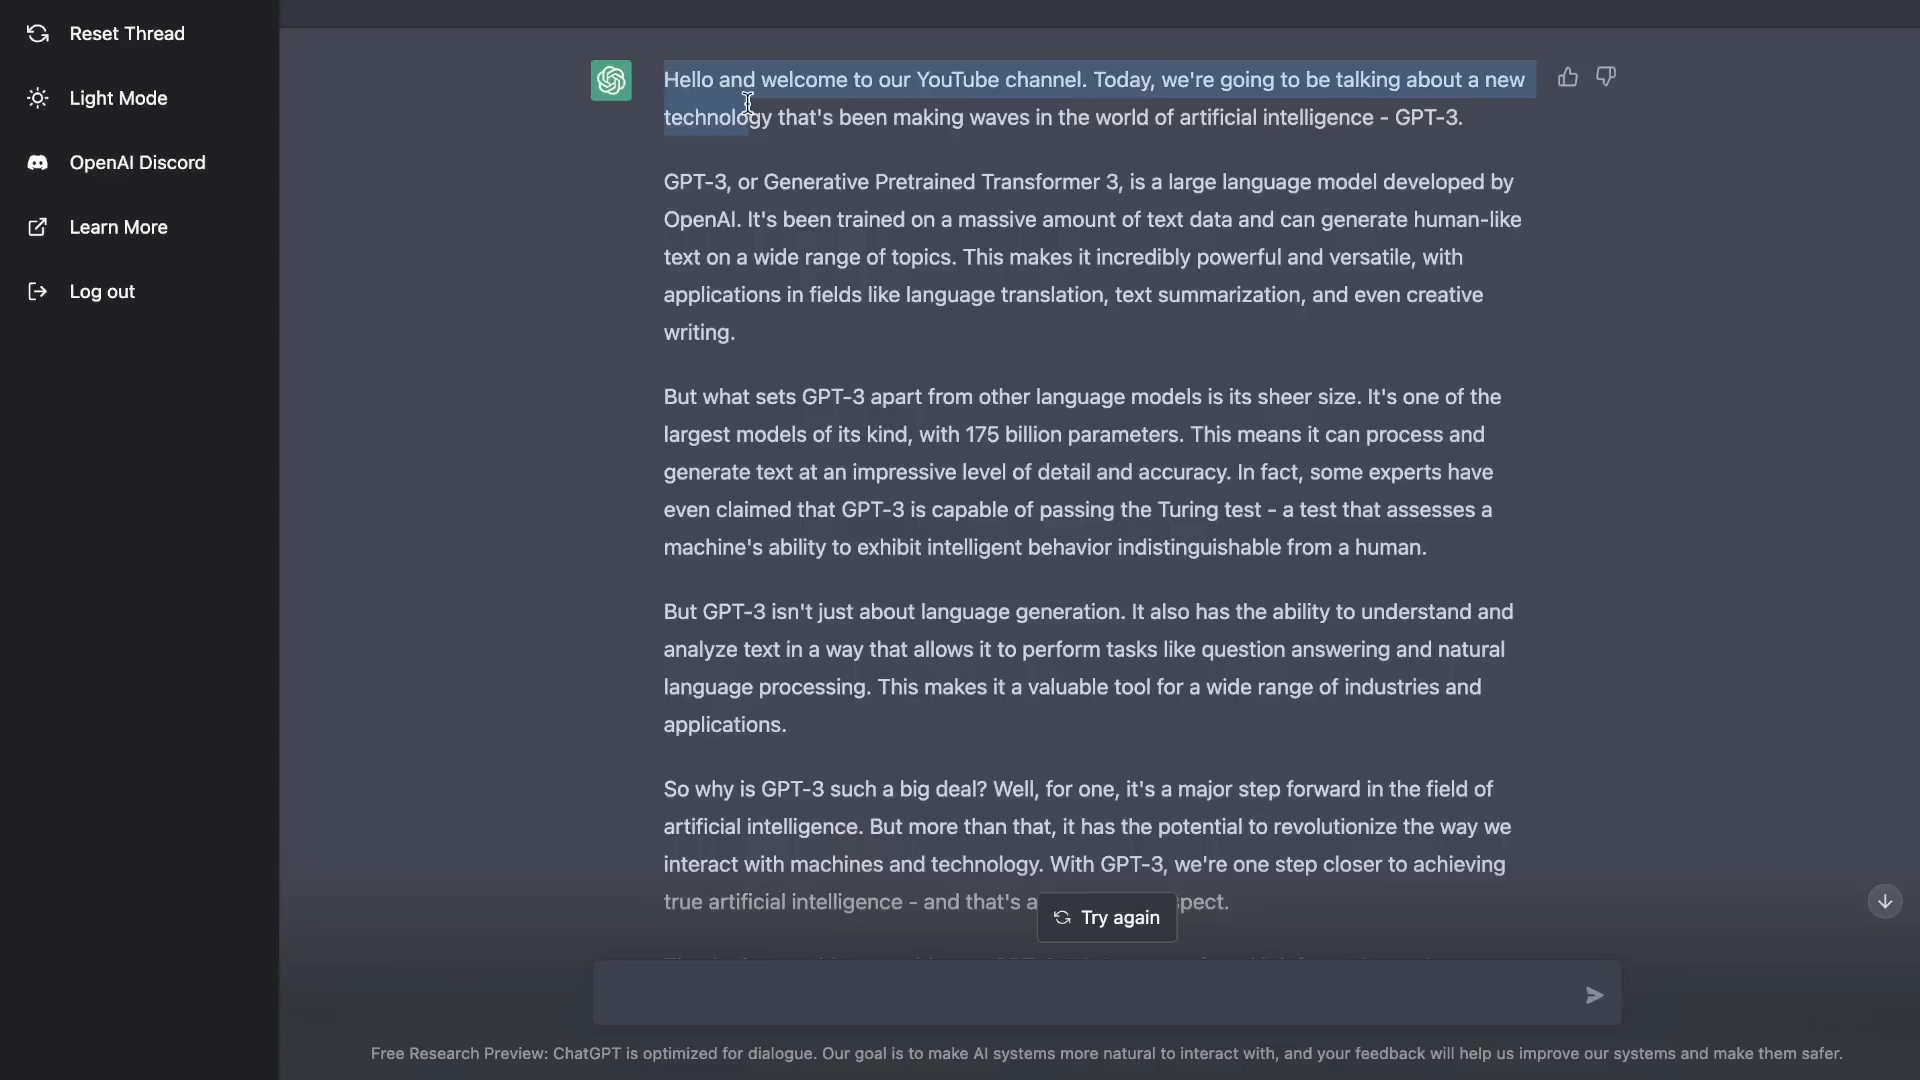 Reset Thread
Light Mode
OpenAI Discord
Learn More
Log out
Hello and welcome to our YouTube channel. Today, we're going to be talking about a new
technology that's been making waves in the world of artificial intelligence - GPT-3.
GPT-3, or Generative Pretrained Transformer 3, is a large language model developed by
OpenAI. It's been trained on a massive amount of text data and can generate human-like
text on a wide range of topics. This makes it incredibly powerful and versatile, with
applications in fields like language translation, text summarization, and even creative
writing.
But what sets GPT-3 apart from other language models is its sheer size. It's one of the
largest models of its kind, with 175 billion parameters. This means it can process and
generate text at an impressive level of detail and accuracy. In fact, some experts have
even claimed that GPT-3 is capable of passing the Turing test - a test that assesses a
machine's ability to exhibit intelligent behavior indistinguishable from a human.
But GPT-3 isn't just about language generation. It also has the ability to understand and
analyze text in a way that allows it to perform tasks like question answering and natural
language processing. This makes it a valuable tool for a wide range of industries and
applications.
So why is GPT-3 such a big deal? Well, for one, it's a major step forward in the field of
artificial intelligence. But more than that, it has the potential to revolutionize the way we
interact with machines and technology. With GPT-3, we're one step closer to achieving
true artificial intelligence - and that's a spect.
Try again
Free Research Preview: ChatGPT is optimized for dialogue. Our goal is to make AI systems more natural to interact with, and your feedback will help us improve our systems and make them safer.